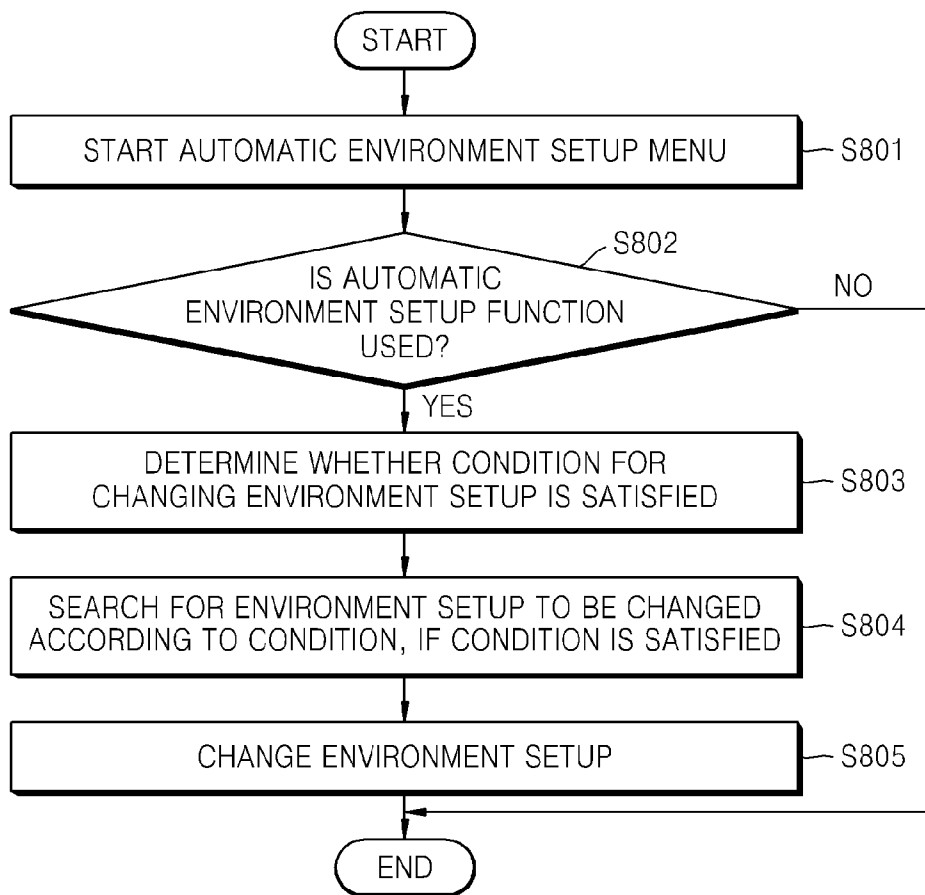 START
START AUTOMATIC ENVIRONMENT SETUP MENU
S801
S802
IS AUTOMATIC
ENVIRONMENT SETUP FUNCTION
USED?
NO
YES
DETERMINE WHETHER CONDITION FOR
CHANGING ENVIRONMENT SETUP IS SATISFIED
S803
SEARCH FOR ENVIRONMENT SETUP TO BE CHANGED
ACCORDING TO CONDITION, IF CONDITION IS SATISFIED
S804
CHANGE ENVIRONMENT SETUP
S805
END